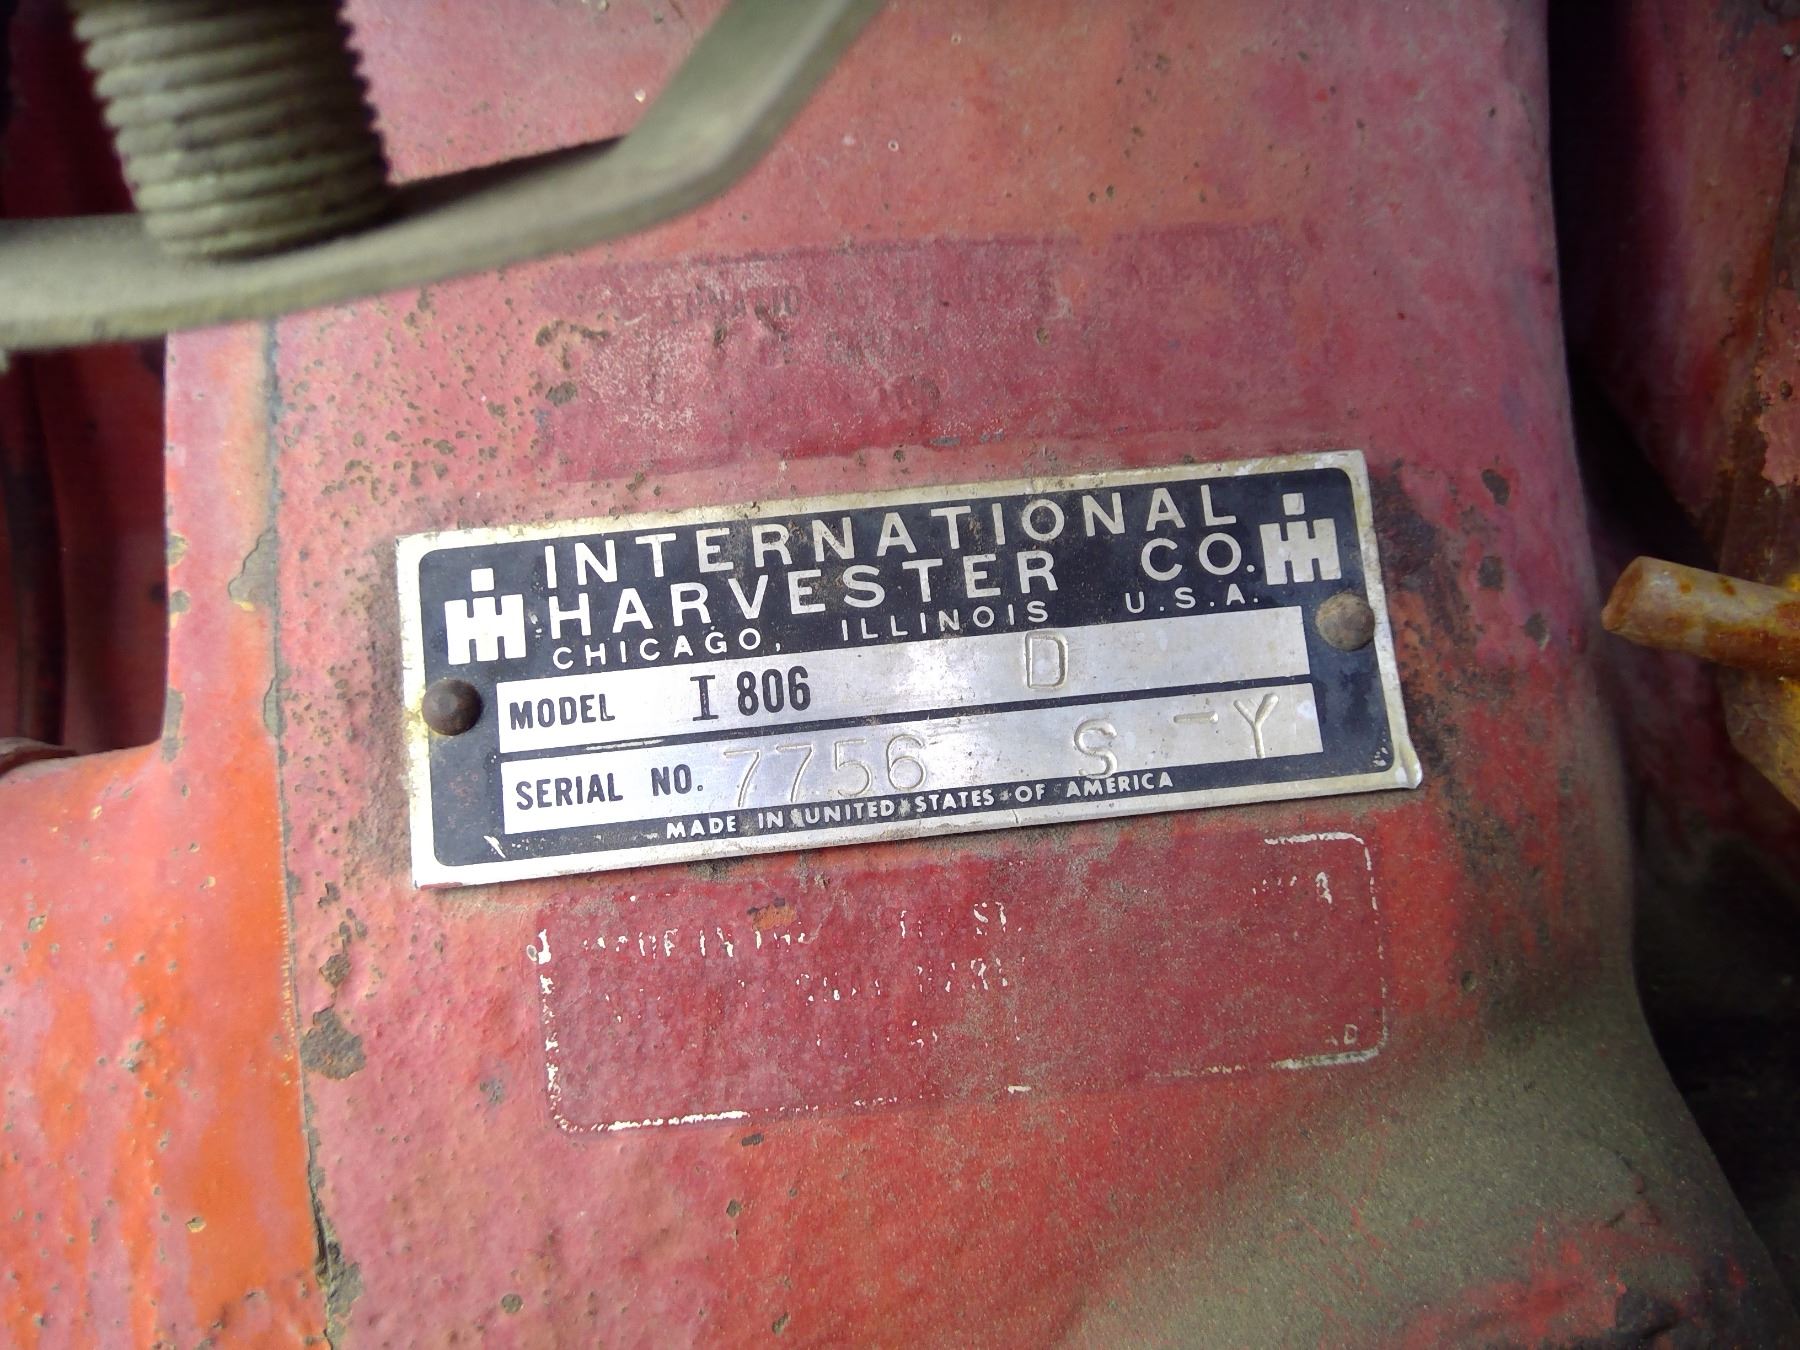 INTERNATIONAL
HARVESTER CO.
CHICAGO, ILLINOIS U.S.A.
MODEL I 806 D
SERIAL NO. 7756 S - Y
MADE IN UNITED STATES OF AMERICA